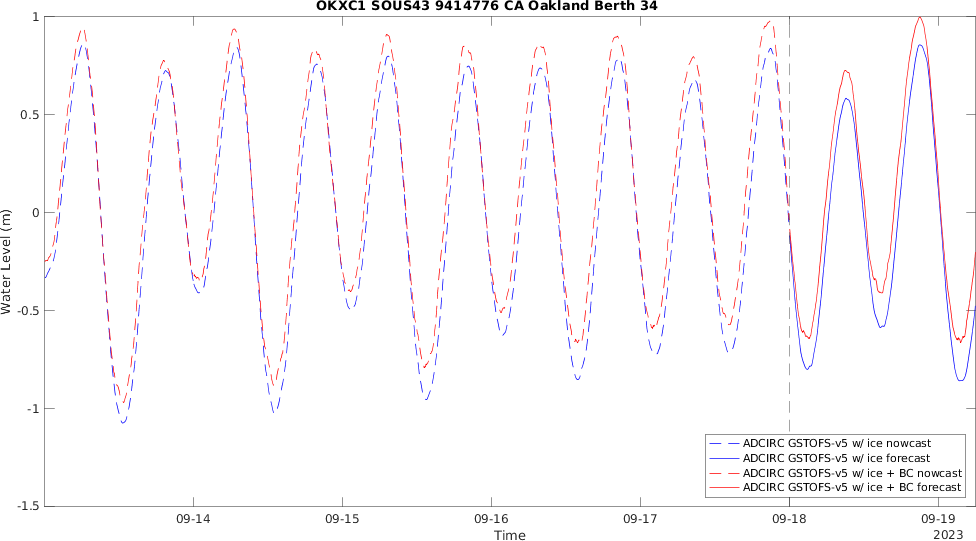 OKXC1 SOUS43 9414776 CA Oakland Berth 34
1
0.5
0
-0.5
-1
-1.5
Water Level (m)
09-14
09-15
09-16
09-17
09-18
09-19
Time
2023
ADCIRC GSTOFS-v5 w/ ice nowcast
ADCIRC GSTOFS-v5 w/ ice forecast
ADCIRC GSTOFS-v5 w/ ice + BC nowcast
ADCIRC GSTOFS-v5 w/ ice + BC forecast